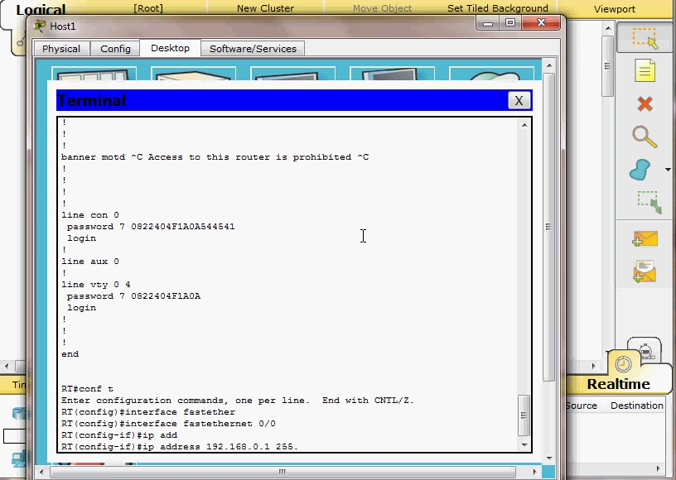 Logical
[Root]
New Cluster
Move Object
Set Tiled Background
Viewport
Host1
Physical
Config
Desktop
Software/Services
Terminal
X
!
!
!
banner motd ^C Access to this router is prohibited ^C
!
!
!
!
line con 0
password 7 0822404F1A0A544541
login
!
line aux 0
!
line vty 0 4
password 7 0822404F1A0A
login
!
!
!
end
RT#conf t
Enter configuration commands, one per line.  End with CNTL/Z.
RT(config)#interface fastether
RT(config)#interface fastethernet 0/0
RT(config-if)#ip add
RT(config-if)#ip address 192.168.0.1 255.
Realtime
Source
Destination